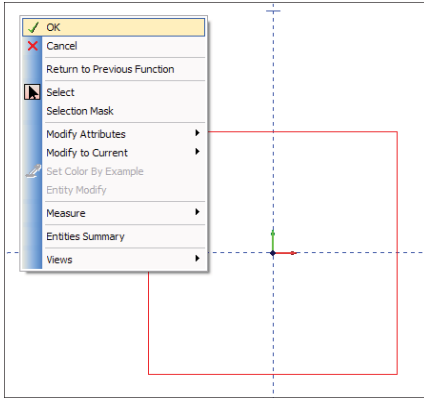 OK
Cancel
Return to Previous Function
Select
Selection Mask
Modify Attributes
Modify to Current
Set Color By Example
Entity Modify
Measure
Entities Summary
Views